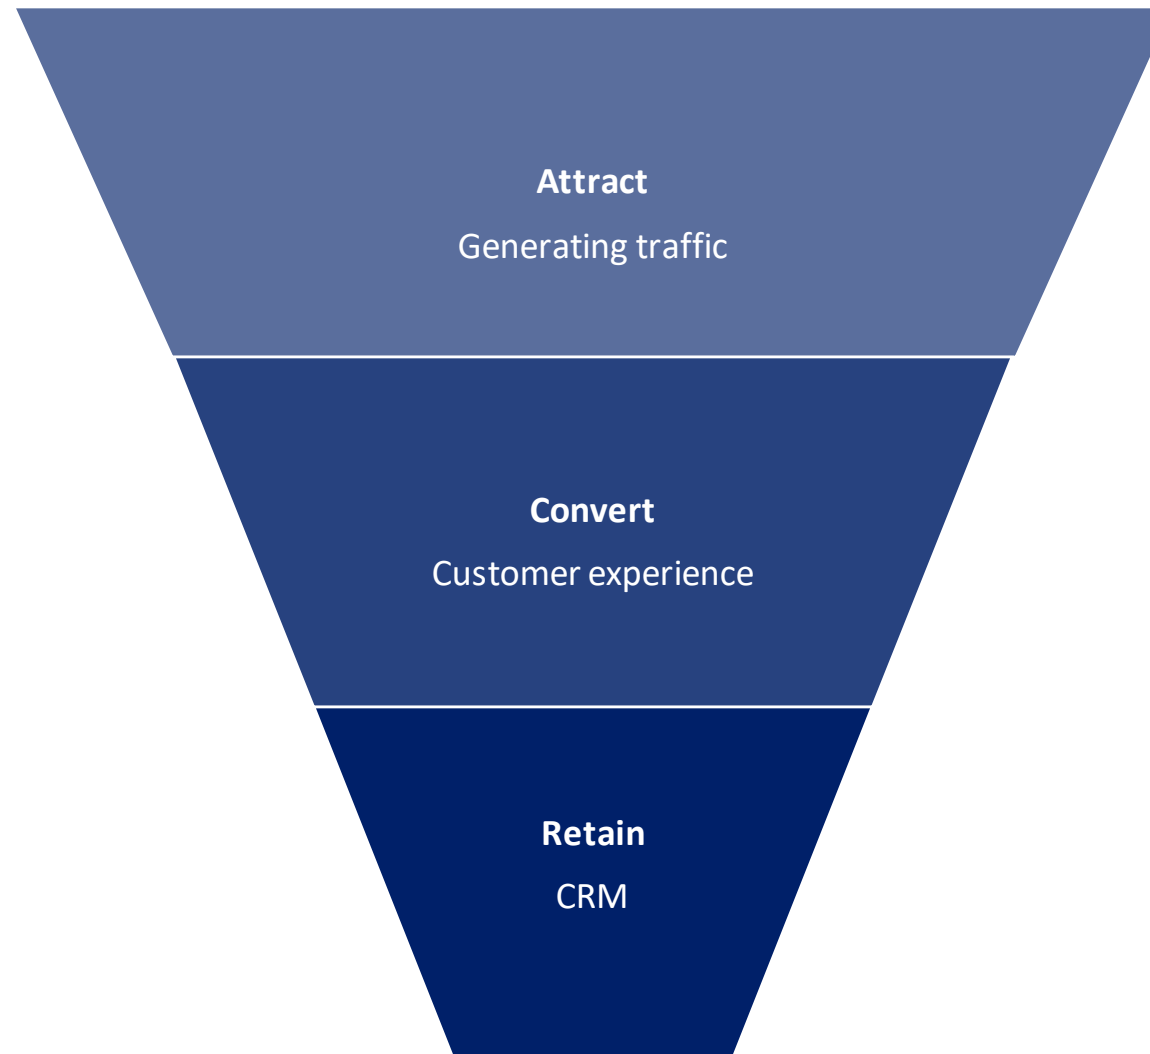 Attract
Generating traffic
Convert
Customer experience
Retain
CRM